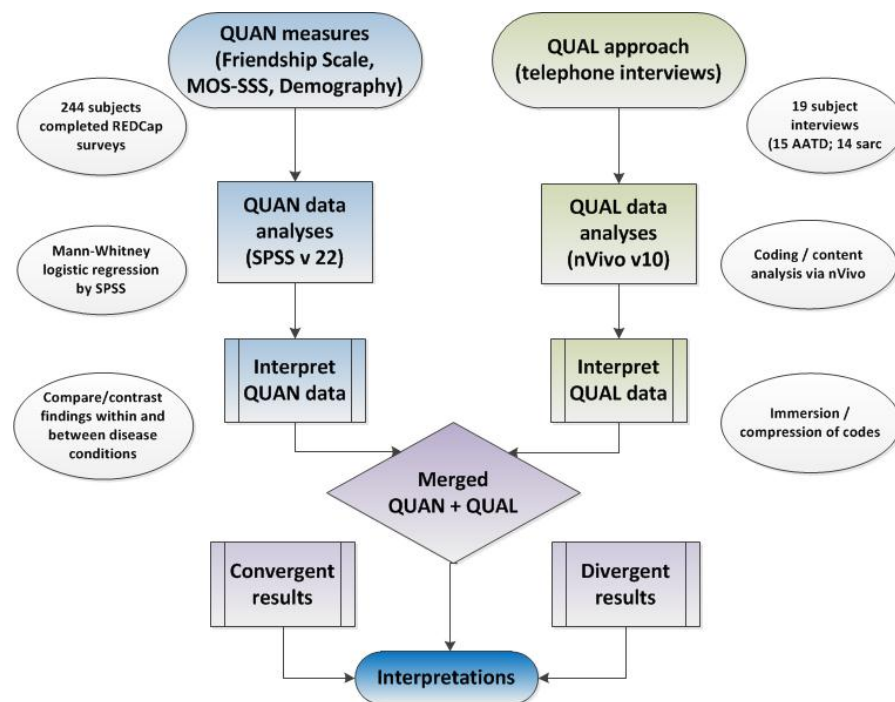 QUAN measures
(Friendship Scale,
MOS-SSS, Demography)
QUAL approach
(telephone interviews)
244 subjects
completed REDCap
surveys
19 subject
interviews
(15 AATD; 14 sarc
QUAN data
analyses
(SPSS v 22)
QUAL data
analyses
(nVivo v10)
Mann-Whitney
logistic regression
by SPSS
Coding / content
analysis via nVivo
Interpret
QUAN data
Interpret
QUAL data
Compare/contrast
findings within and
between disease
conditions
Immersion /
compression of codes
Merged
QUAN + QUAL
Convergent
results
Divergent
results
Interpretations